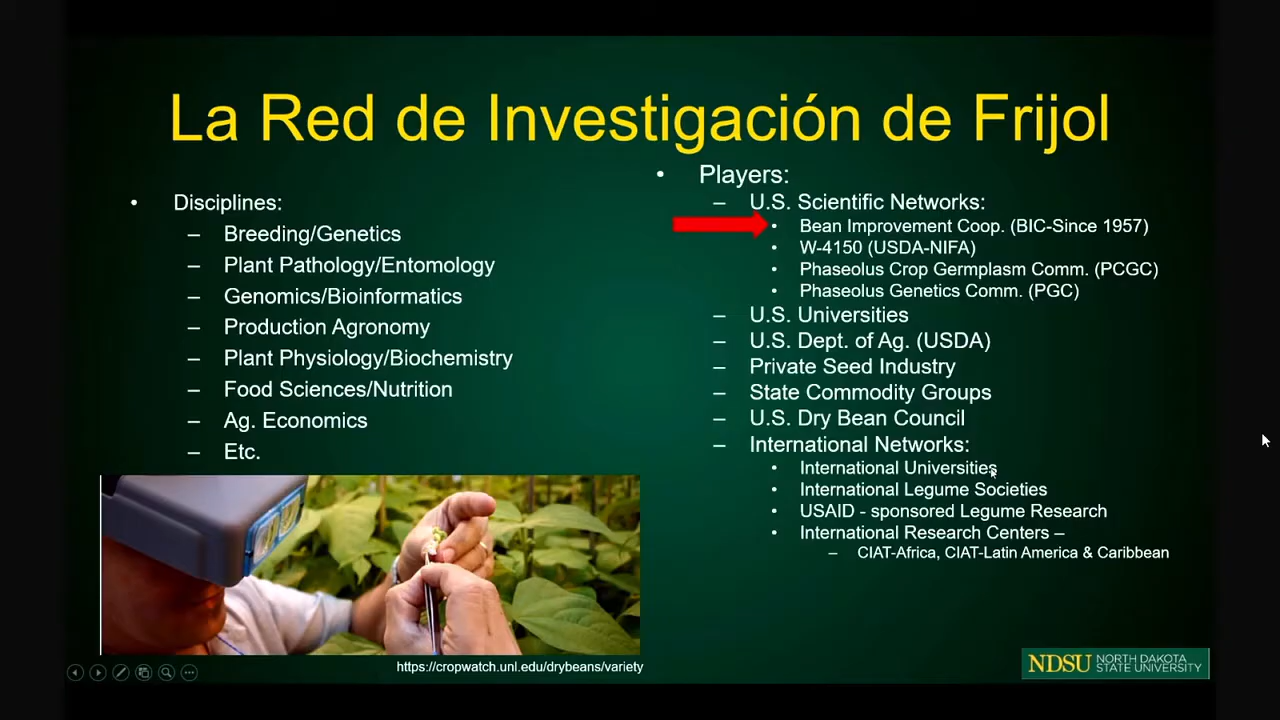 La Red de Investigación de Frijol
• Disciplines:
– Breeding/Genetics
– Plant Pathology/Entomology
– Genomics/Bioinformatics
– Production Agronomy
– Plant Physiology/Biochemistry
– Food Sciences/Nutrition
– Ag. Economics
– Etc.
https://cropwatch.unl.edu/drybeans/variety
• Players:
– U.S. Scientific Networks:
• Bean Improvement Coop. (BIC-Since 1957)
• W-4150 (USDA-NIFA)
• Phaseolus Crop Germplasm Comm. (PCGC)
• Phaseolus Genetics Comm. (PGC)
– U.S. Universities
– U.S. Dept. of Ag. (USDA)
– Private Seed Industry
– State Commodity Groups
– U.S. Dry Bean Council
– International Networks:
• International Universities
• International Legume Societies
• USAID - sponsored Legume Research
• International Research Centers –
– CIAT-Africa, CIAT-Latin America & Caribbean
NDSU NORTH DAKOTA
STATE UNIVERSITY